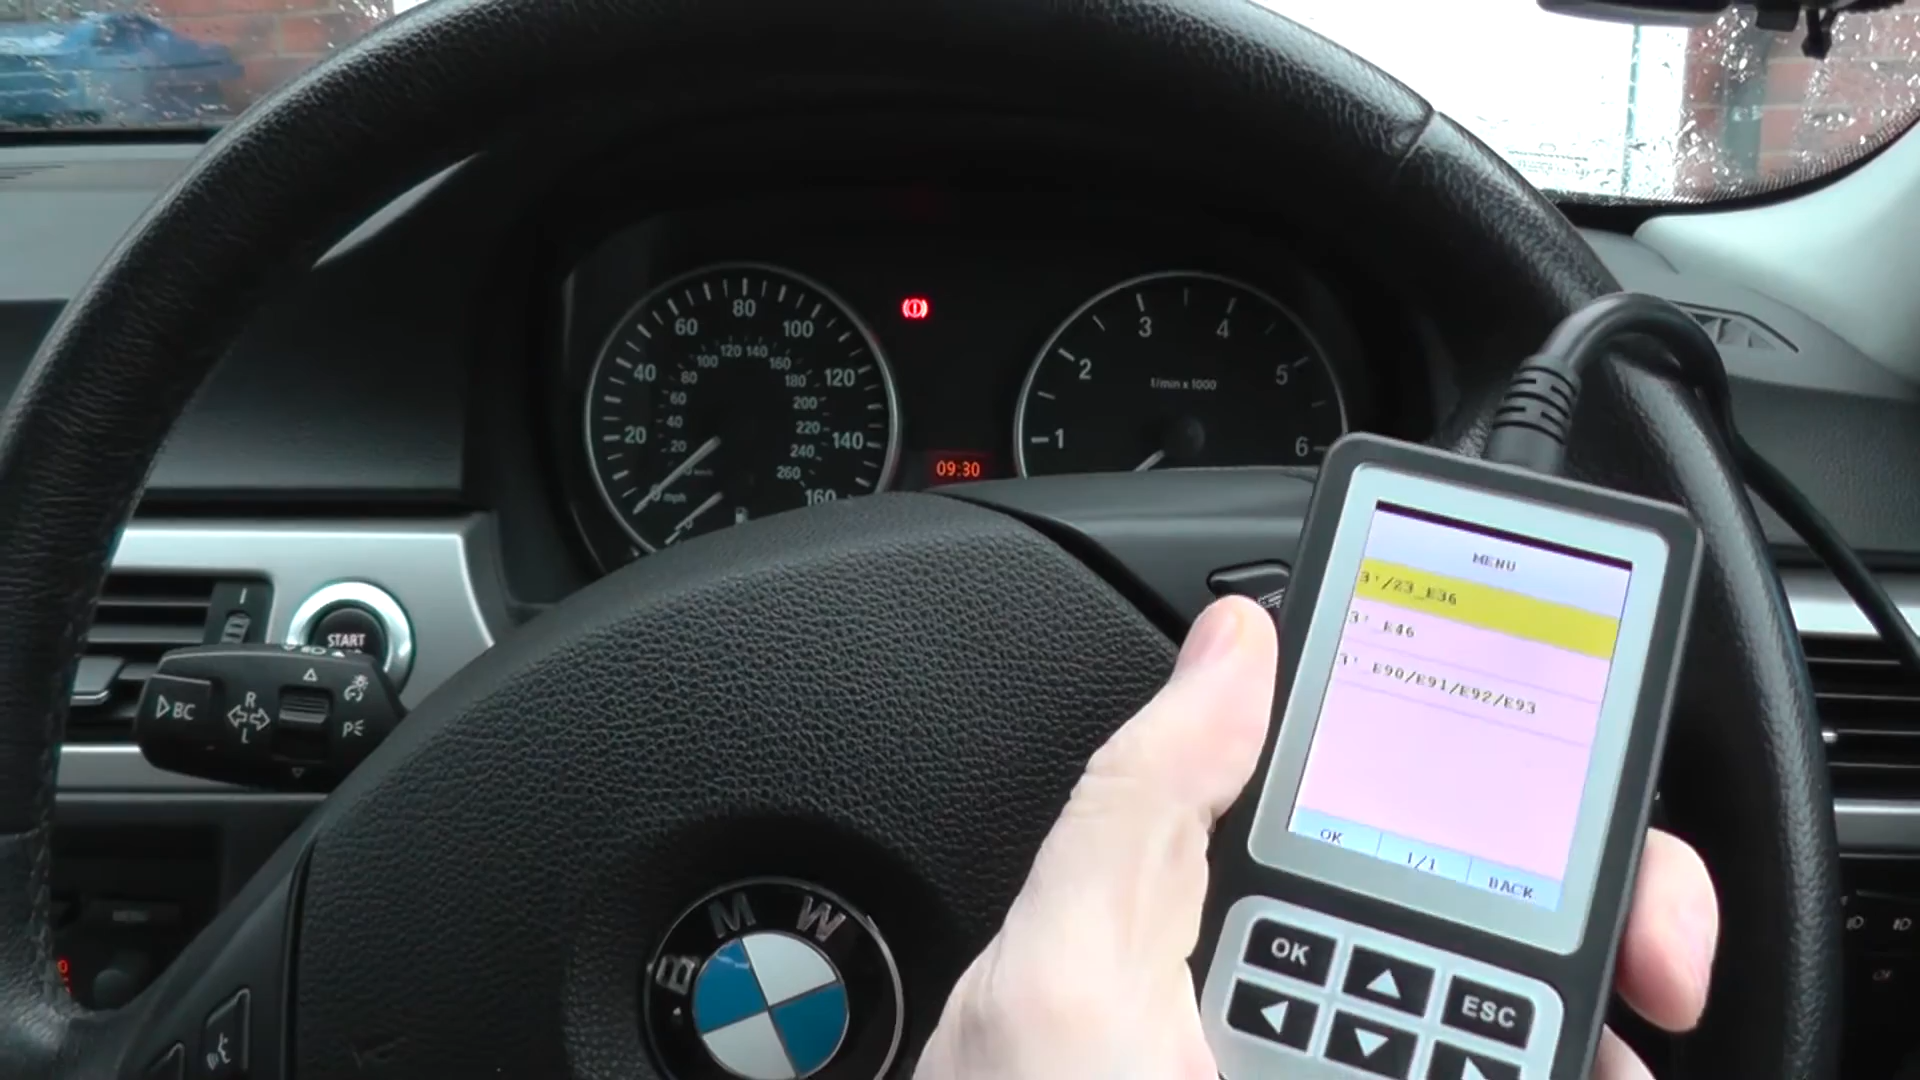 20
40
60
80
100
120
140
160
20
40
60
80
100
120
140
160
180
200
220
240
260
km/h
mph
09:30
1
2
3
4
5
6
1/min x 1000
START
BC
R
L
P
BMW
MENU
3'/Z3_E36
3'_E46
3'_E90/E91/E92/E93
OK
1/1
BACK
OK
ESC